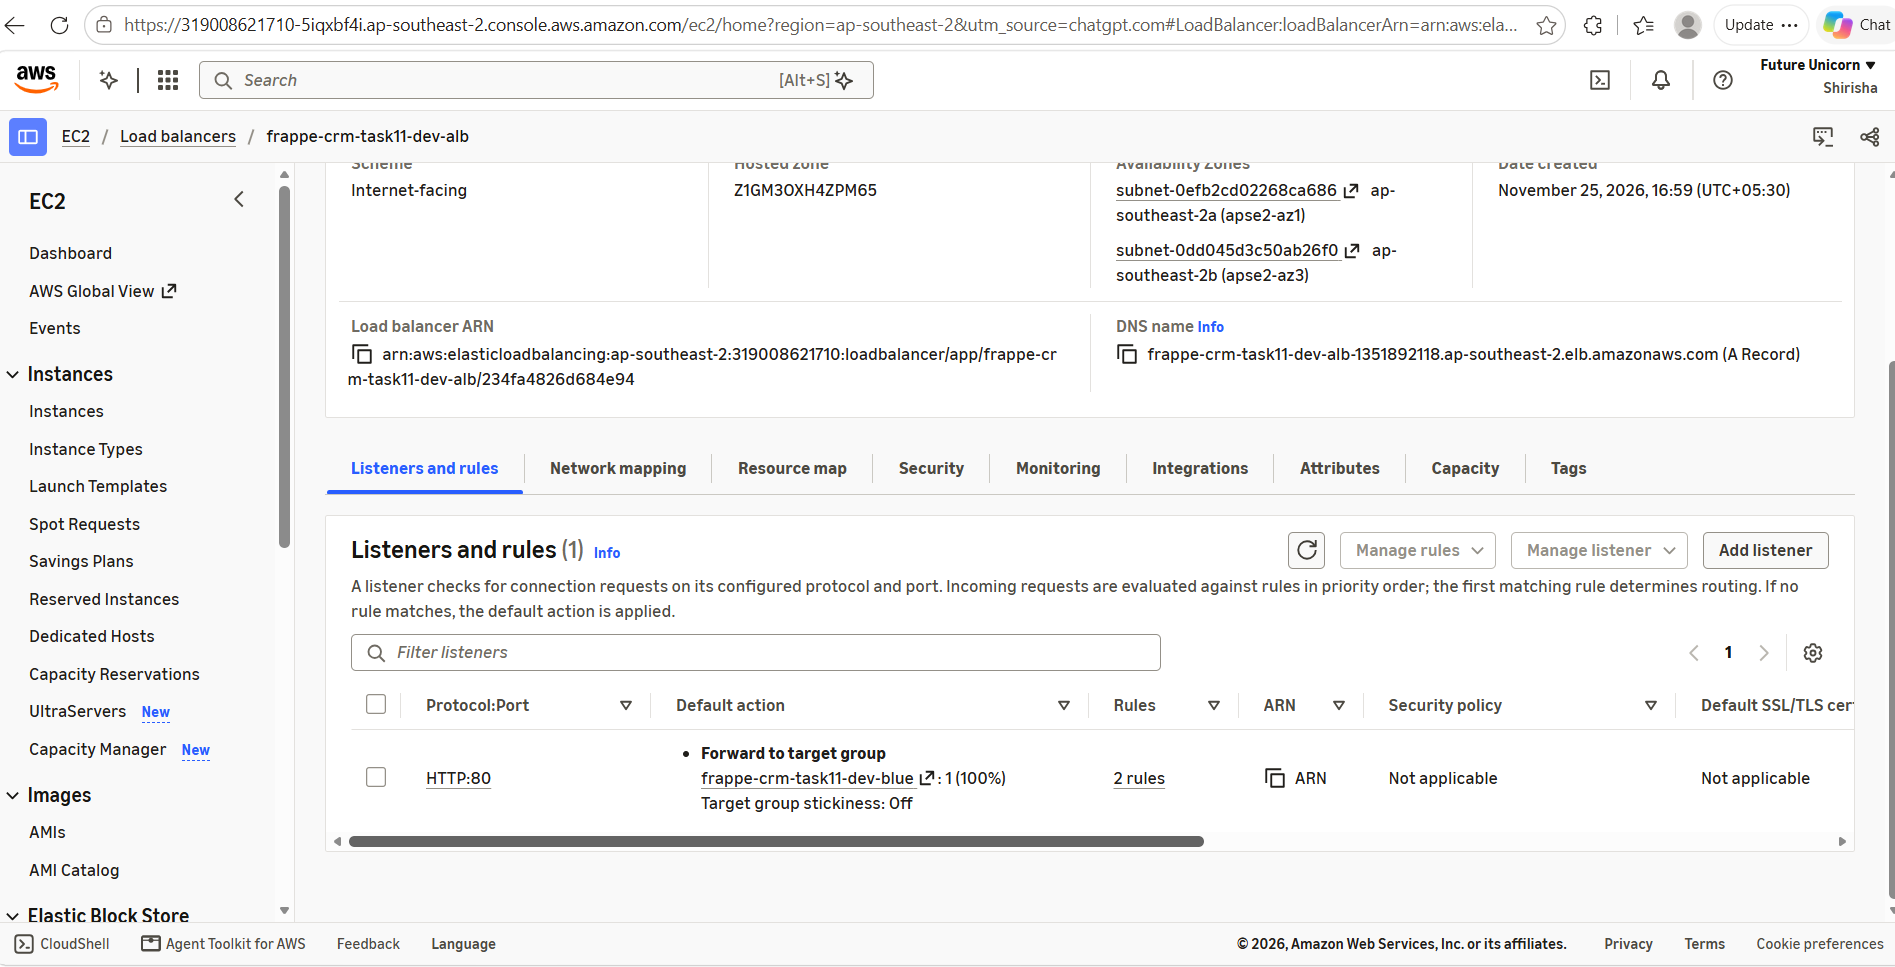 https://319008621710-5iqxbf4i.ap-southeast-2.console.aws.amazon.com/ec2/home?region=ap-southeast-2&utm_source=chatgpt.com#LoadBalancer:loadBalancerArn=arn:aws:ela...
Update
Chat
aws
Search
[Alt+S]
Future Unicorn
Shirisha
EC2 / Load balancers / frappe-crm-task11-dev-alb
EC2
Dashboard
AWS Global View
Events
Instances
Instances
Instance Types
Launch Templates
Spot Requests
Savings Plans
Reserved Instances
Dedicated Hosts
Capacity Reservations
UltraServers New
Capacity Manager New
Images
AMIs
AMI Catalog
Elastic Block Store
Scheme
Internet-facing
Hosted zone
Z1GM3OXH4ZPM65
Availability Zones
subnet-0efb2cd02268ca686 ap-
southeast-2a (apse2-az1)
subnet-0dd045d3c50ab26f0 ap-
southeast-2b (apse2-az3)
Date created
November 25, 2026, 16:59 (UTC+05:30)
Load balancer ARN
arn:aws:elasticloadbalancing:ap-southeast-2:319008621710:loadbalancer/app/frappe-cr
m-task11-dev-alb/234fa4826d684e94
DNS name Info
frappe-crm-task11-dev-alb-1351892118.ap-southeast-2.elb.amazonaws.com (A Record)
Listeners and rules
Network mapping
Resource map
Security
Monitoring
Integrations
Attributes
Capacity
Tags
Listeners and rules (1) Info
Manage rules
Manage listener
Add listener
A listener checks for connection requests on its configured protocol and port. Incoming requests are evaluated against rules in priority order; the first matching rule determines routing. If no
rule matches, the default action is applied.
Filter listeners
1
Protocol:Port
Default action
Rules
ARN
Security policy
Default SSL/TLS cer
HTTP:80
• Forward to target group
frappe-crm-task11-dev-blue : 1 (100%)
Target group stickiness: Off
2 rules
ARN
Not applicable
Not applicable
CloudShell
Agent Toolkit for AWS
Feedback
Language
© 2026, Amazon Web Services, Inc. or its affiliates.
Privacy
Terms
Cookie preferences